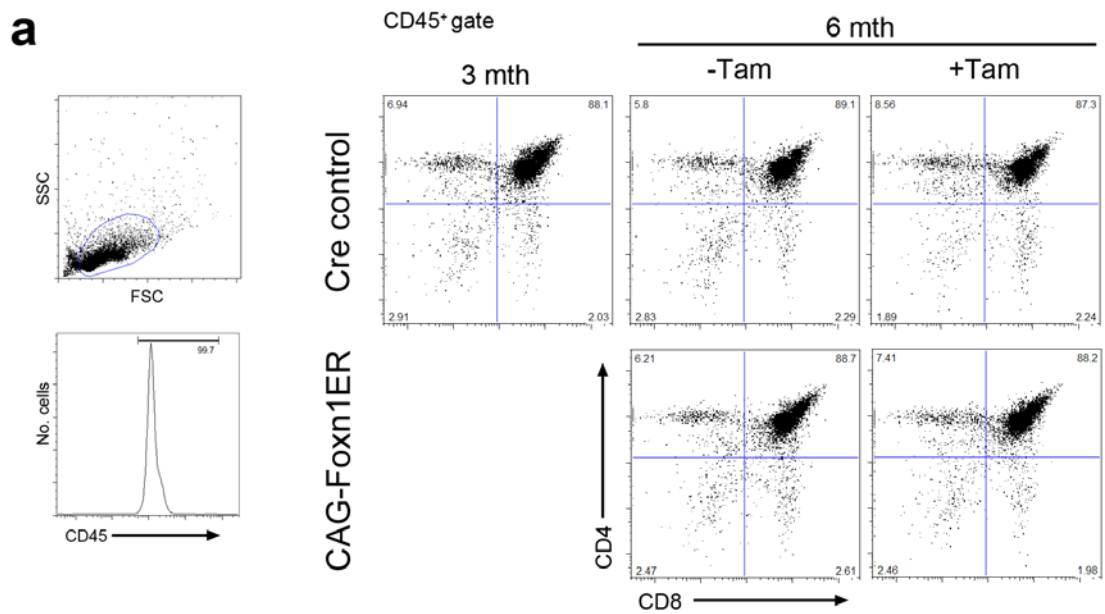 a
CD45+ gate
6 mth
3 mth
-Tam
+Tam
SSC
FSC
No. cells
99.7
CD45
Cre control
6.94 88.1
2.91 2.03
5.8 89.1
2.83 2.29
8.56 87.3
1.89 2.24
CAG-Foxn1ER
6.21 88.7
2.47 2.61
7.41 88.2
2.46 1.98
CD4
CD8